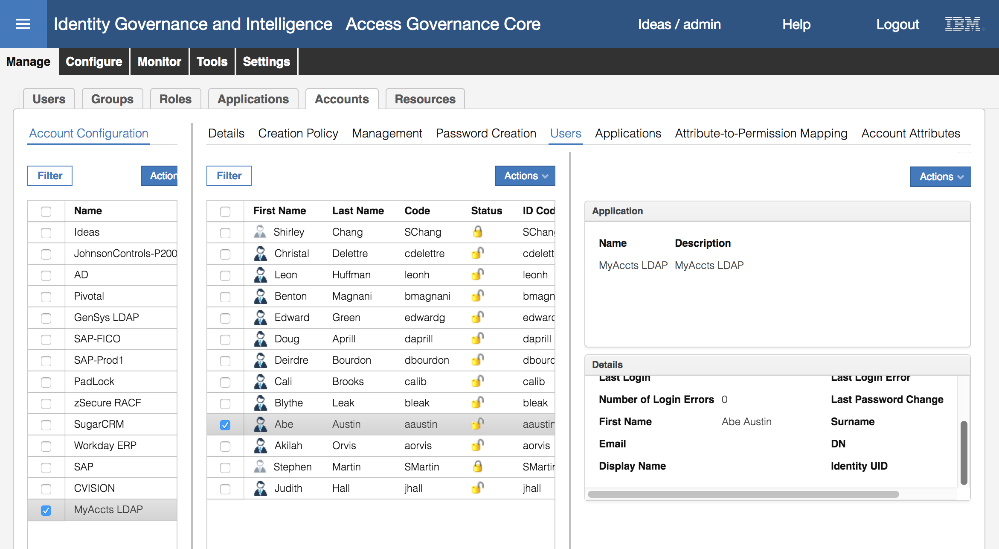 Identity Governance and Intelligence Access Governance Core Ideas / admin Help Logout IBM
Manage Configure Monitor Tools Settings
Users Groups Roles Applications Accounts Resources
Account Configuration
Filter Action
Name
Ideas
JohnsonControls-P200
AD
Pivotal
GenSys LDAP
SAP-FICO
SAP-Prod1
PadLock
zSecure RACF
SugarCRM
Workday ERP
SAP
CVISION
MyAccts LDAP
Details Creation Policy Management Password Creation Users Applications Attribute-to-Permission Mapping Account Attributes
Filter Actions
First Name Last Name Code Status ID Cod
Shirley Chang SChang SChang
Christal Delettre cdelettre cdelett
Leon Huffman leonh leonh
Benton Magnani bmagnani bmagn
Edward Green edwardg edward
Doug Aprill daprill daprill
Deirdre Bourdon dbourdon dbourd
Cali Brooks calib calib
Blythe Leak bleak bleak
Abe Austin aaustin aaustin
Akilah Orvis aorvis aorvis
Stephen Martin SMartin SMartin
Judith Hall jhall jhall
Actions
Application
Name Description
MyAccts LDAP MyAccts LDAP
Details
Last Login Last Login Error
Number of Login Errors 0 Last Password Change
First Name Abe Austin Surname
Email DN
Display Name Identity UID